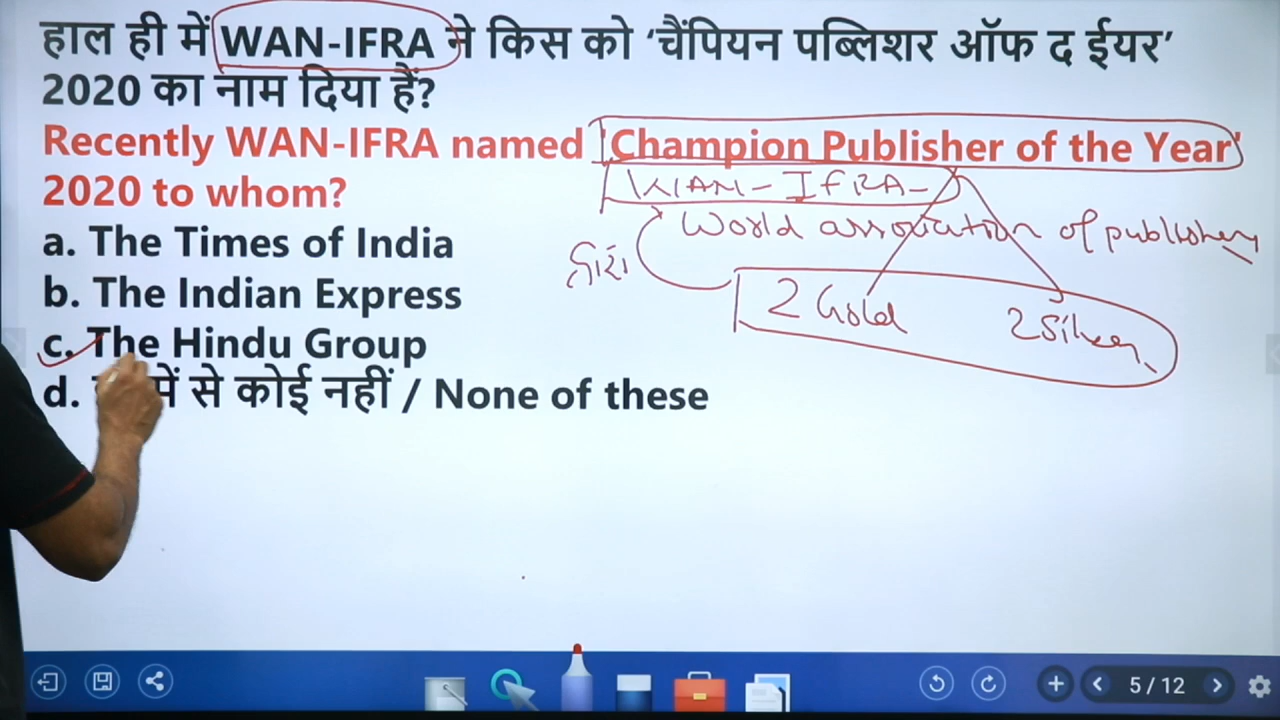 हाल ही में WAN-IFRA ने किस को ‘चैंपियन पब्लिशर ऑफ द ईयर’
2020 का नाम दिया हैं?
Recently WAN-IFRA named 'Champion Publisher of the Year'
2020 to whom?
WAN-IFRA-
World association of publishers
द्वारा
2 Gold 2 Silver
a. The Times of India
b. The Indian Express
c. The Hindu Group
d. में से कोई नहीं / None of these
5 / 12